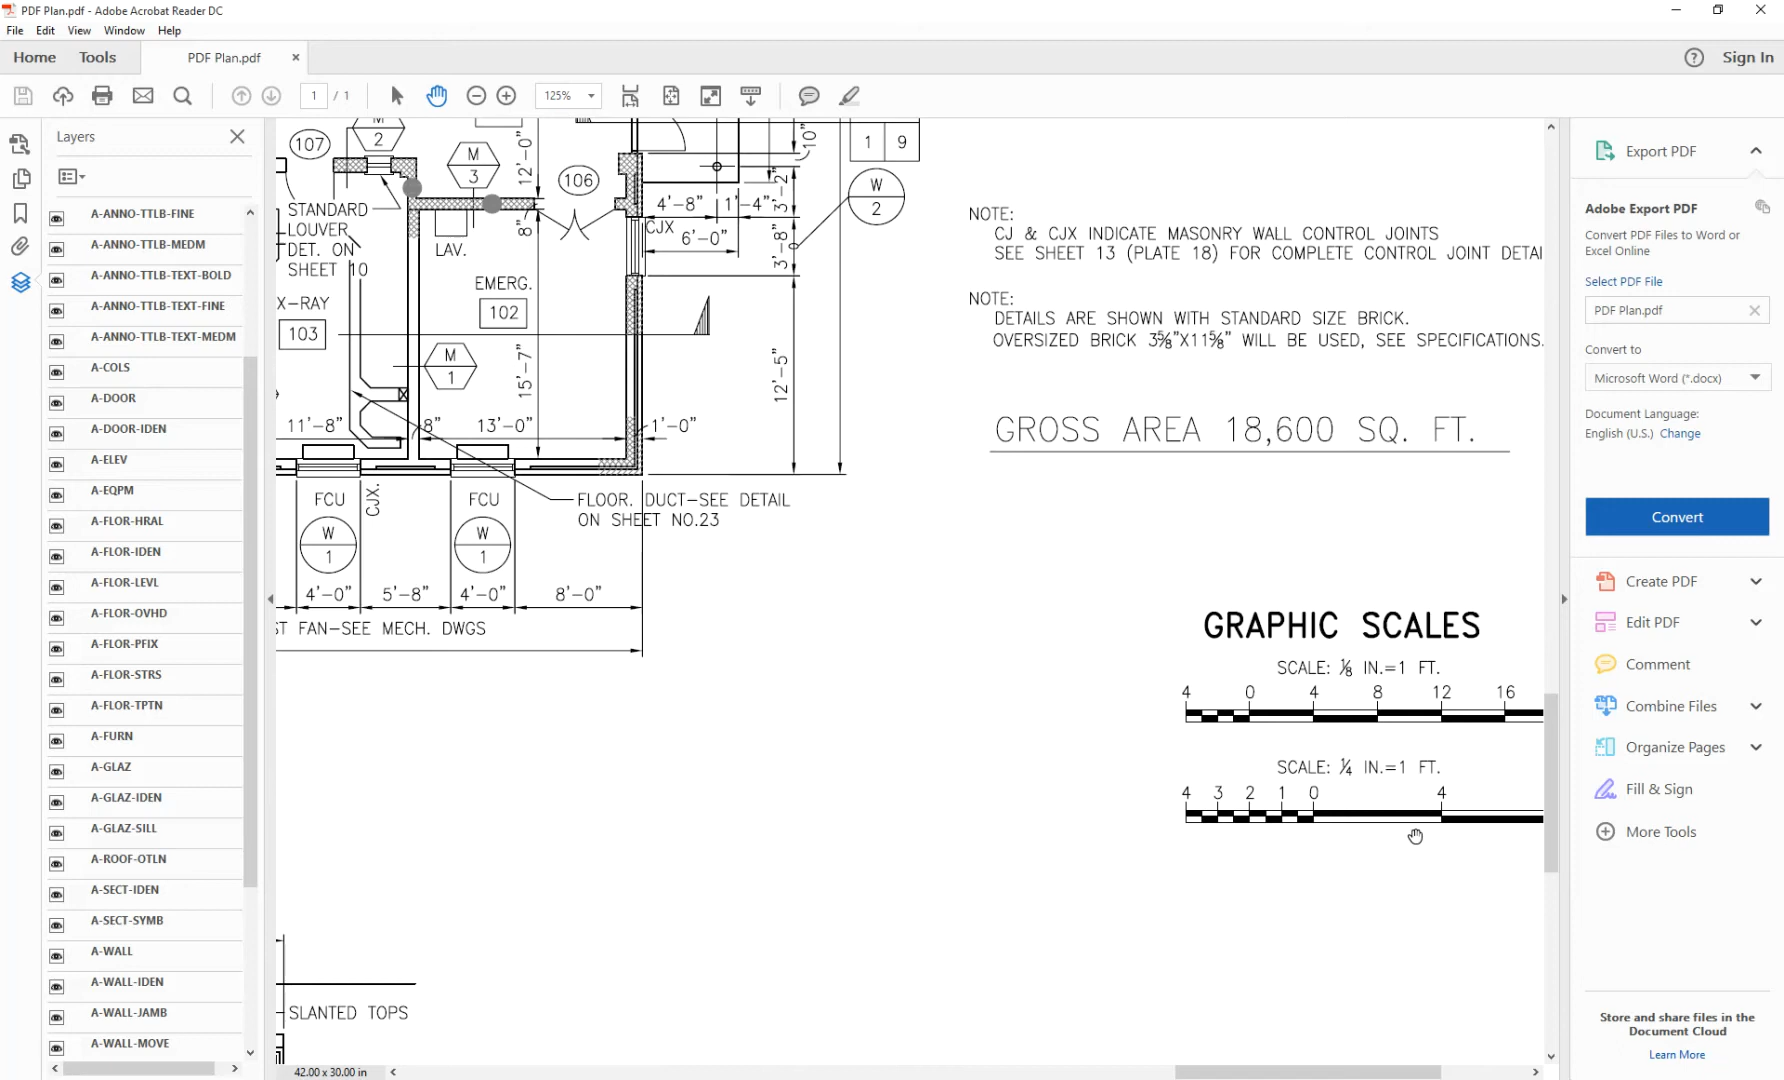 PDF Plan.pdf - Adobe Acrobat Reader DC
File Edit View Window Help
Home Tools PDF Plan.pdf × Sign In
1 / 1 125%
Layers
A-ANNO-TTLB-FINE
A-ANNO-TTLB-MEDM
A-ANNO-TTLB-TEXT-BOLD
A-ANNO-TTLB-TEXT-FINE
A-ANNO-TTLB-TEXT-MEDM
A-COLS
A-DOOR
A-DOOR-IDEN
A-ELEV
A-EQPM
A-FLOR-HRAL
A-FLOR-IDEN
A-FLOR-LEVL
A-FLOR-OVHD
A-FLOR-PFIX
A-FLOR-STRS
A-FLOR-TPTN
A-FURN
A-GLAZ
A-GLAZ-IDEN
A-GLAZ-SILL
A-ROOF-OTLN
A-SECT-IDEN
A-SECT-SYMB
A-WALL
A-WALL-IDEN
A-WALL-JAMB
A-WALL-MOVE
107
M
2
M
3
12'-0"
106
10"
1 9
W
2
3'-2"
4'-8" 1'-4"
CJX
6'-0"
3'-8"
8"
STANDARD
LOUVER
DET. ON
SHEET 10
LAV.
EMERG.
102
X-RAY
103
M
1
15'-7"
12'-5"
11'-8" 8" 13'-0" 1'-0"
FCU CJX. FCU
W
1
W
1
FLOOR. DUCT-SEE DETAIL
ON SHEET NO.23
4'-0" 5'-8" 4'-0" 8'-0"
ST FAN-SEE MECH. DWGS
SLANTED TOPS
NOTE:
CJ & CJX INDICATE MASONRY WALL CONTROL JOINTS
SEE SHEET 13 (PLATE 18) FOR COMPLETE CONTROL JOINT DETAI
NOTE:
DETAILS ARE SHOWN WITH STANDARD SIZE BRICK.
OVERSIZED BRICK 3⅝"X11⅝" WILL BE USED, SEE SPECIFICATIONS.
GROSS AREA 18,600 SQ. FT.
GRAPHIC SCALES
SCALE: ⅛ IN.=1 FT.
4 0 4 8 12 16
SCALE: ¼ IN.=1 FT.
4 3 2 1 0 4
42.00 x 30.00 in
Export PDF
Adobe Export PDF
Convert PDF Files to Word or
Excel Online
Select PDF File
PDF Plan.pdf
Convert to
Microsoft Word (*.docx)
Document Language:
English (U.S.) Change
Convert
Create PDF
Edit PDF
Comment
Combine Files
Organize Pages
Fill & Sign
More Tools
Store and share files in the
Document Cloud
Learn More